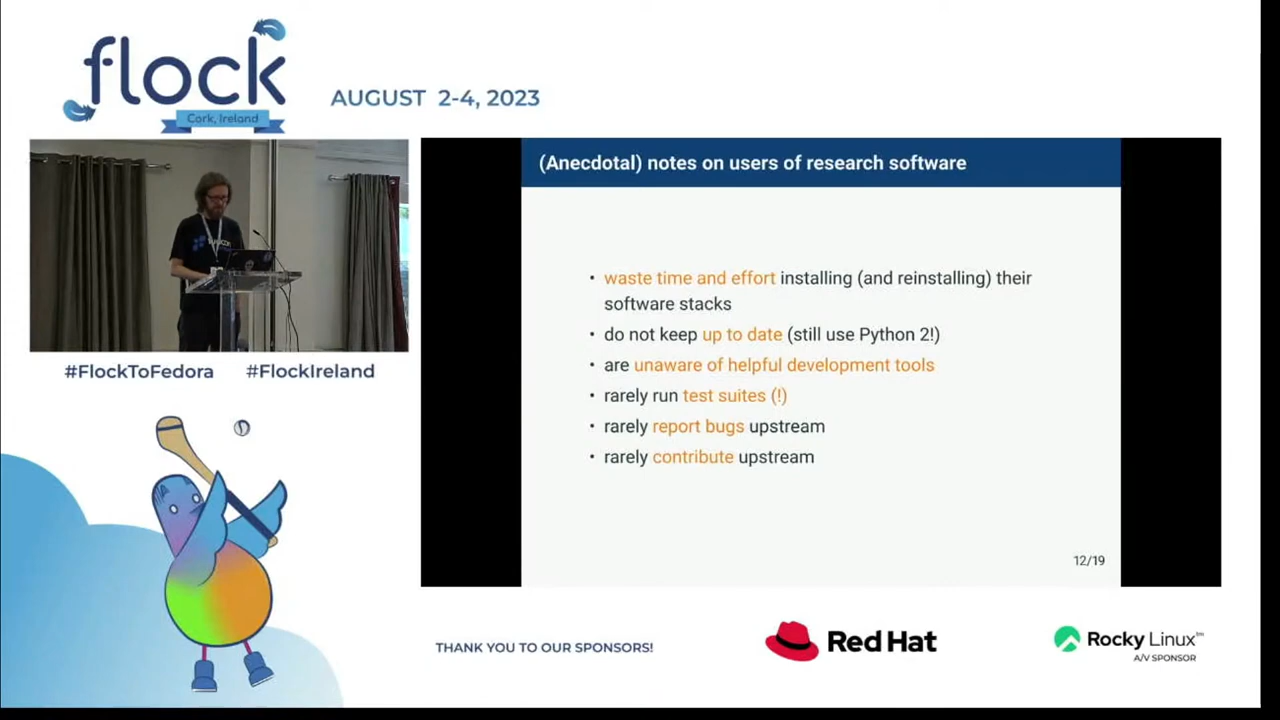 flock
Cork, Ireland
AUGUST 2-4, 2023
#FlockToFedora #FlockIreland
(Anecdotal) notes on users of research software
• waste time and effort installing (and reinstalling) their
software stacks
• do not keep up to date (still use Python 2!)
• are unaware of helpful development tools
• rarely run test suites (!)
• rarely report bugs upstream
• rarely contribute upstream
12/19
THANK YOU TO OUR SPONSORS!
Red Hat
Rocky Linux™
A/V SPONSOR